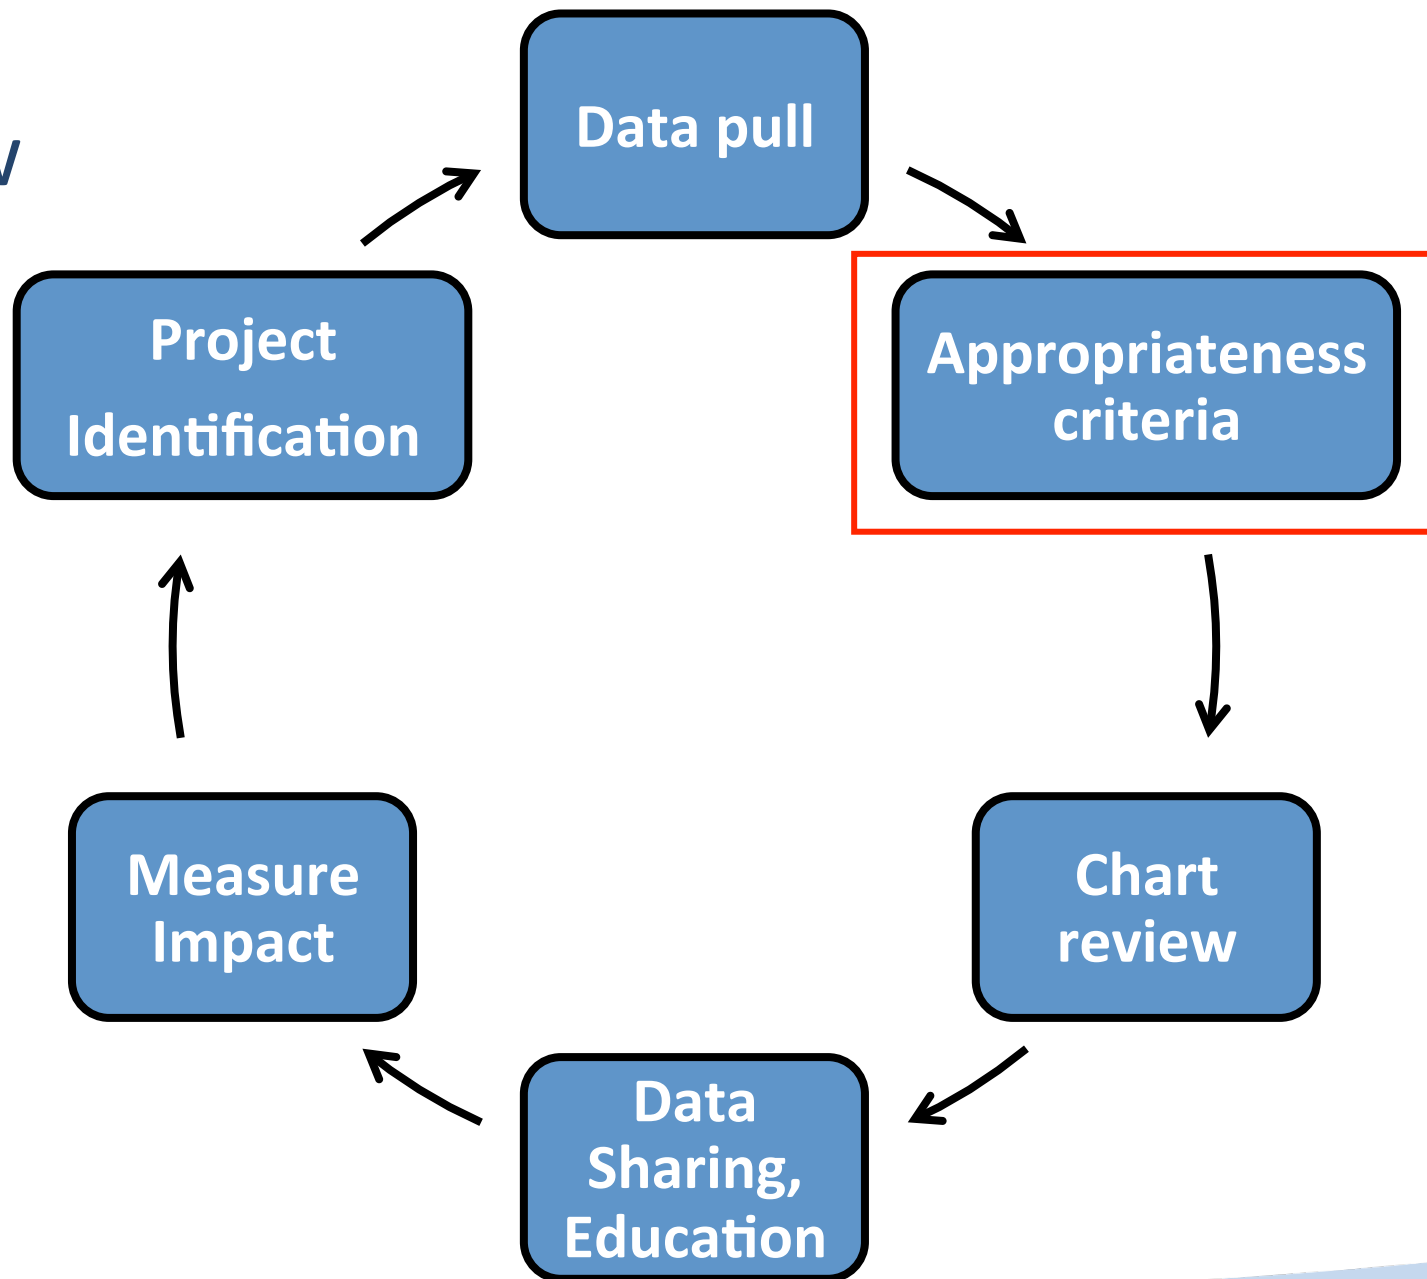 Data pull
Appropriateness
criteria
Chart
review
Data
Sharing,
Education
Measure
Impact
Project
Identification